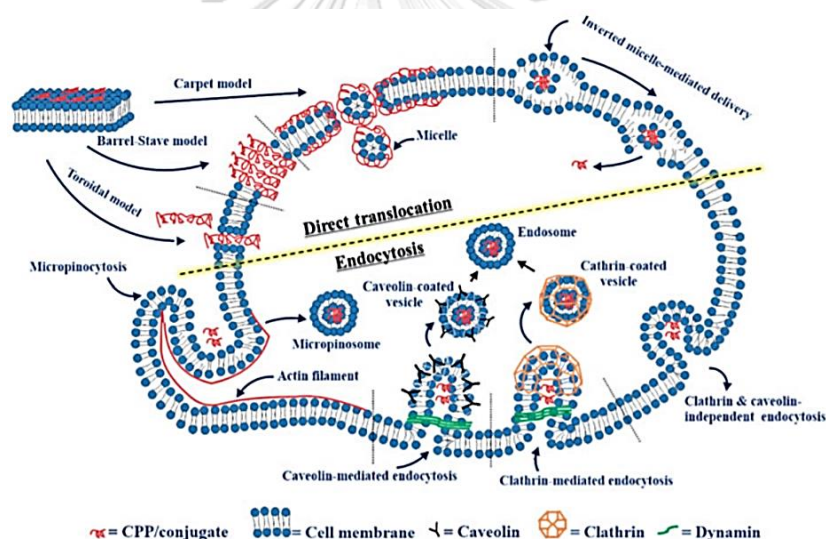 Inverted micelle-mediated delivery
Carpet model
Barrel-Stave model
Micelle
Toroidal model
Direct translocation
Endocytosis
Endosome
Micropinocytosis
Caveolin-coated
vesicle
Cathrin-coated
vesicle
Micropinosome
Actin filament
Clathrin & caveolin-
independent endocytosis
Caveolin-mediated endocytosis
Clathrin-mediated endocytosis
= CPP/conjugate
= Cell membrane
= Caveolin
= Clathrin
= Dynamin